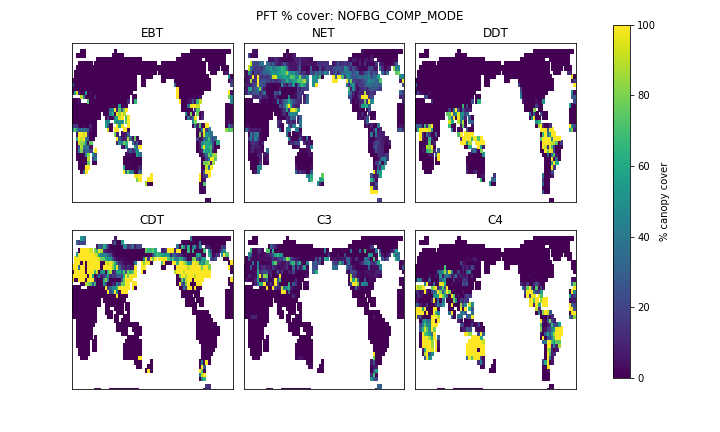 PFT % cover: NOFBG_COMP_MODE
EBT
NET
DDT
CDT
C3
C4
100
80
60
40
20
0
% canopy cover